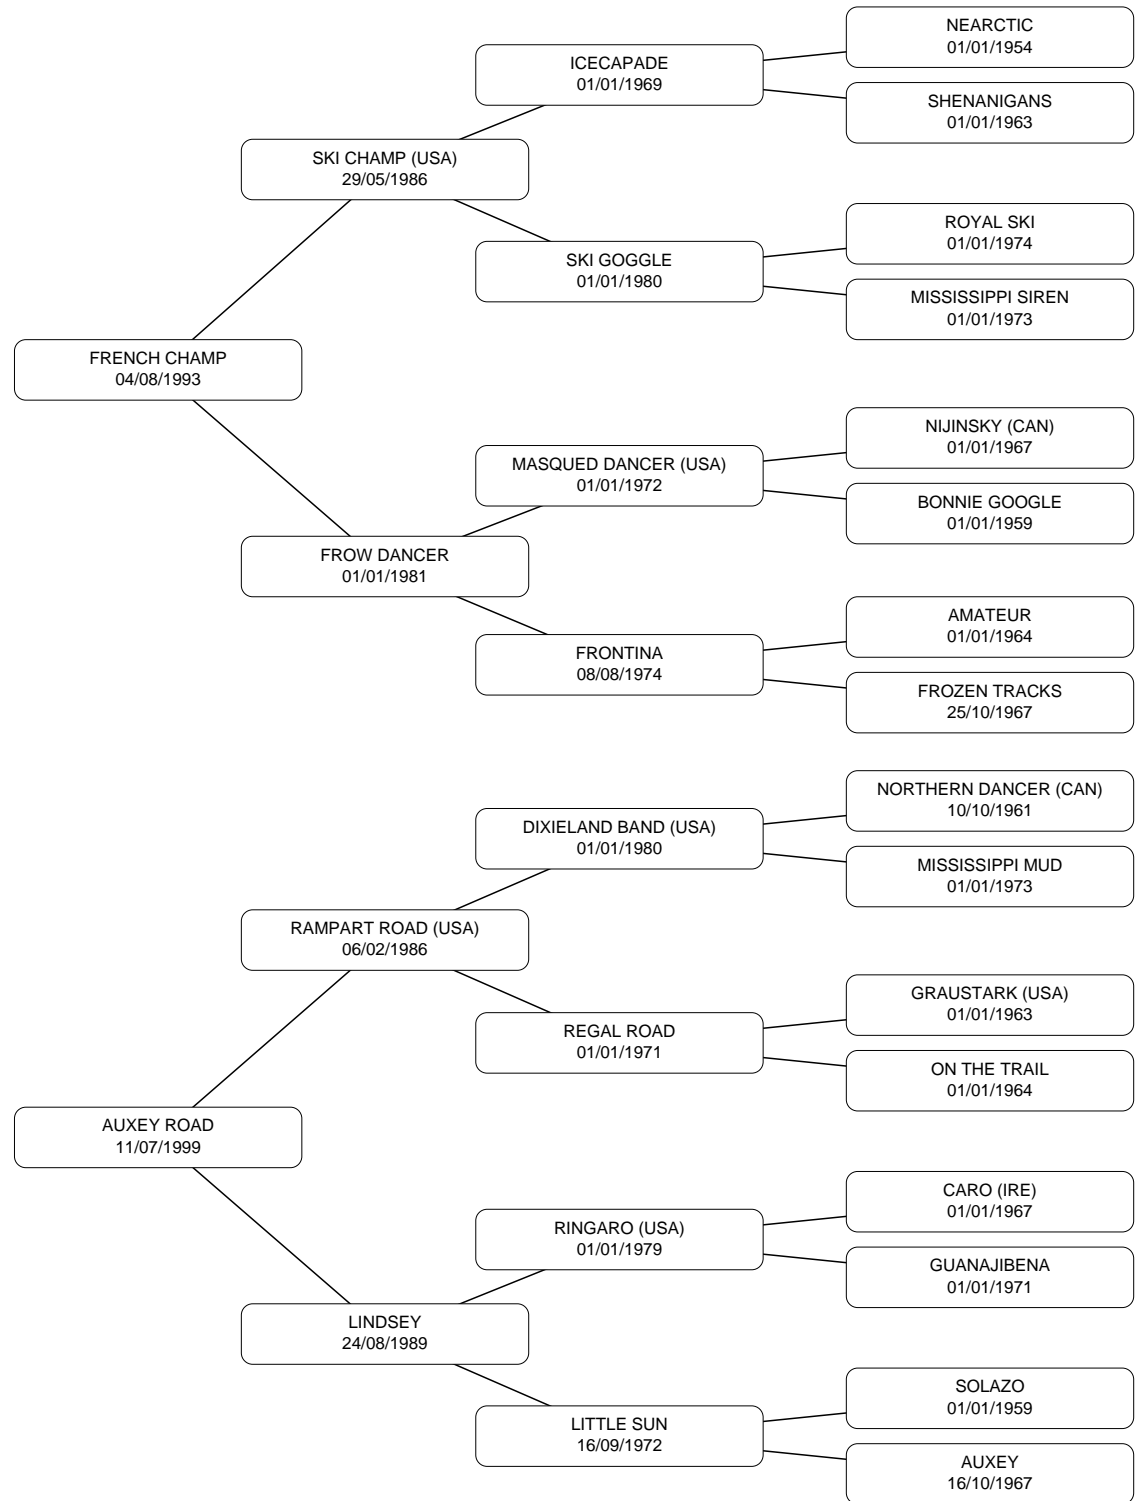 NEARCTIC
01/01/1954
ICECAPADE
01/01/1969
SHENANIGANS
01/01/1963
SKI CHAMP (USA)
29/05/1986
ROYAL SKI
01/01/1974
SKI GOGGLE
01/01/1980
MISSISSIPPI SIREN
01/01/1973
FRENCH CHAMP
04/08/1993
NIJINSKY (CAN)
01/01/1967
MASQUED DANCER (USA)
01/01/1972
BONNIE GOOGLE
01/01/1959
FROW DANCER
01/01/1981
AMATEUR
01/01/1964
FRONTINA
08/08/1974
FROZEN TRACKS
25/10/1967
NORTHERN DANCER (CAN)
10/10/1961
DIXIELAND BAND (USA)
01/01/1980
MISSISSIPPI MUD
01/01/1973
RAMPART ROAD (USA)
06/02/1986
GRAUSTARK (USA)
01/01/1963
REGAL ROAD
01/01/1971
ON THE TRAIL
01/01/1964
AUXEY ROAD
11/07/1999
CARO (IRE)
01/01/1967
RINGARO (USA)
01/01/1979
GUANAJIBENA
01/01/1971
LINDSEY
24/08/1989
SOLAZO
01/01/1959
LITTLE SUN
16/09/1972
AUXEY
16/10/1967